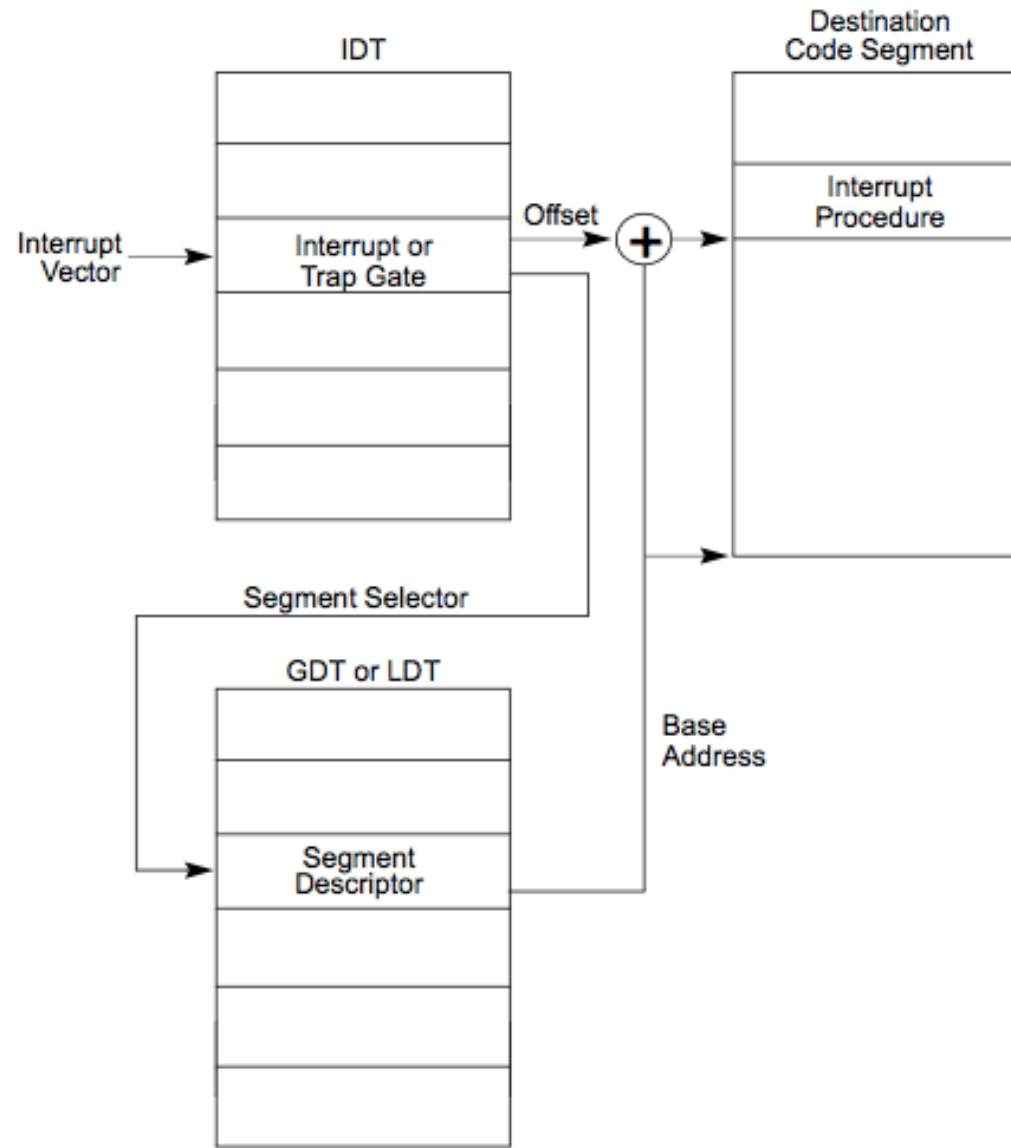 IDT
Destination
Code Segment
Interrupt
Vector
Interrupt or
Trap Gate
Offset
+
Interrupt
Procedure
Segment Selector
GDT or LDT
Base
Address
Segment
Descriptor